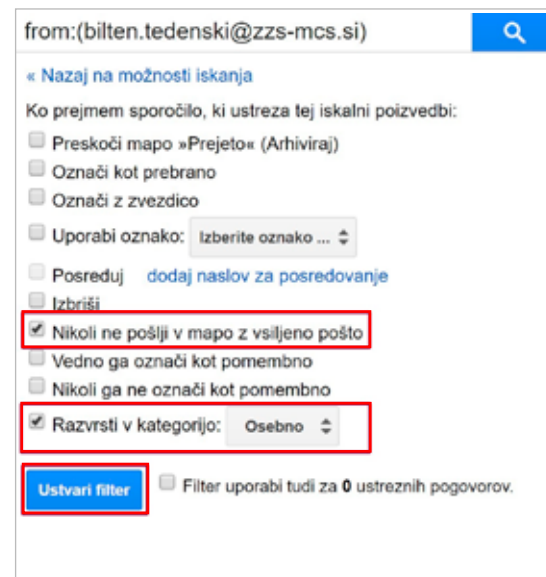 from:(bilten.tedenski@zzs-mcs.si)
« Nazaj na možnosti iskanja
Ko prejmem sporočilo, ki ustreza tej iskalni poizvedbi:
Preskoči mapo »Prejeto« (Arhiviraj)
Označi kot prebrano
Označi z zvezdico
Uporabi oznako: Izberite oznako ...
Posreduj dodaj naslov za posredovanje
Izbriši
Nikoli ne pošlji v mapo z vsiljeno pošto
Vedno ga označi kot pomembno
Nikoli ga ne označi kot pomembno
Razvrsti v kategorijo: Osebno
Ustvari filter Filter uporabi tudi za 0 ustreznih pogovorov.